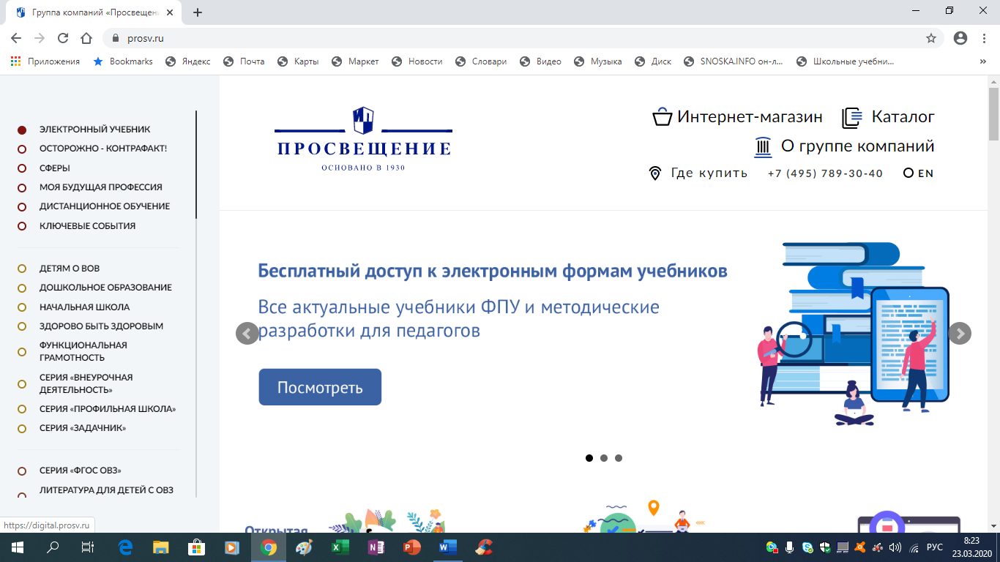 Группа компаний «Просвещени
prosv.ru
Приложения
Bookmarks
Яндекс
Почта
Карты
Маркет
Новости
Словари
Видео
Музыка
Диск
SNOSKA.INFO он-л...
Школьные учебни...
ЭЛЕКТРОННЫЙ УЧЕБНИК
ОСТОРОЖНО - КОНТРАФАКТ!
СФЕРЫ
МОЯ БУДУЩАЯ ПРОФЕССИЯ
ДИСТАНЦИОННОЕ ОБУЧЕНИЕ
КЛЮЧЕВЫЕ СОБЫТИЯ
ДЕТЯМ О ВОВ
ДОШКОЛЬНОЕ ОБРАЗОВАНИЕ
НАЧАЛЬНАЯ ШКОЛА
ЗДОРОВО БЫТЬ ЗДОРОВЫМ
ФУНКЦИОНАЛЬНАЯ
ГРАМОТНОСТЬ
СЕРИЯ «ВНЕУРОЧНАЯ
ДЕЯТЕЛЬНОСТЬ»
СЕРИЯ «ПРОФИЛЬНАЯ ШКОЛА»
СЕРИЯ «ЗАДАЧНИК»
СЕРИЯ «ФГОС ОВЗ»
ЛИТЕРАТУРА ДЛЯ ДЕТЕЙ С ОВЗ
https://digital.prosv.ru
ИП
ПРОСВЕЩЕНИЕ
ОСНОВАНО В 1930
Интернет-магазин
Каталог
О группе компаний
Где купить
+7 (495) 789-30-40
EN
Бесплатный доступ к электронным формам учебников
Все актуальные учебники ФПУ и методические
разработки для педагогов
Посмотреть
Открытая
РУС
8:23
23.03.2020